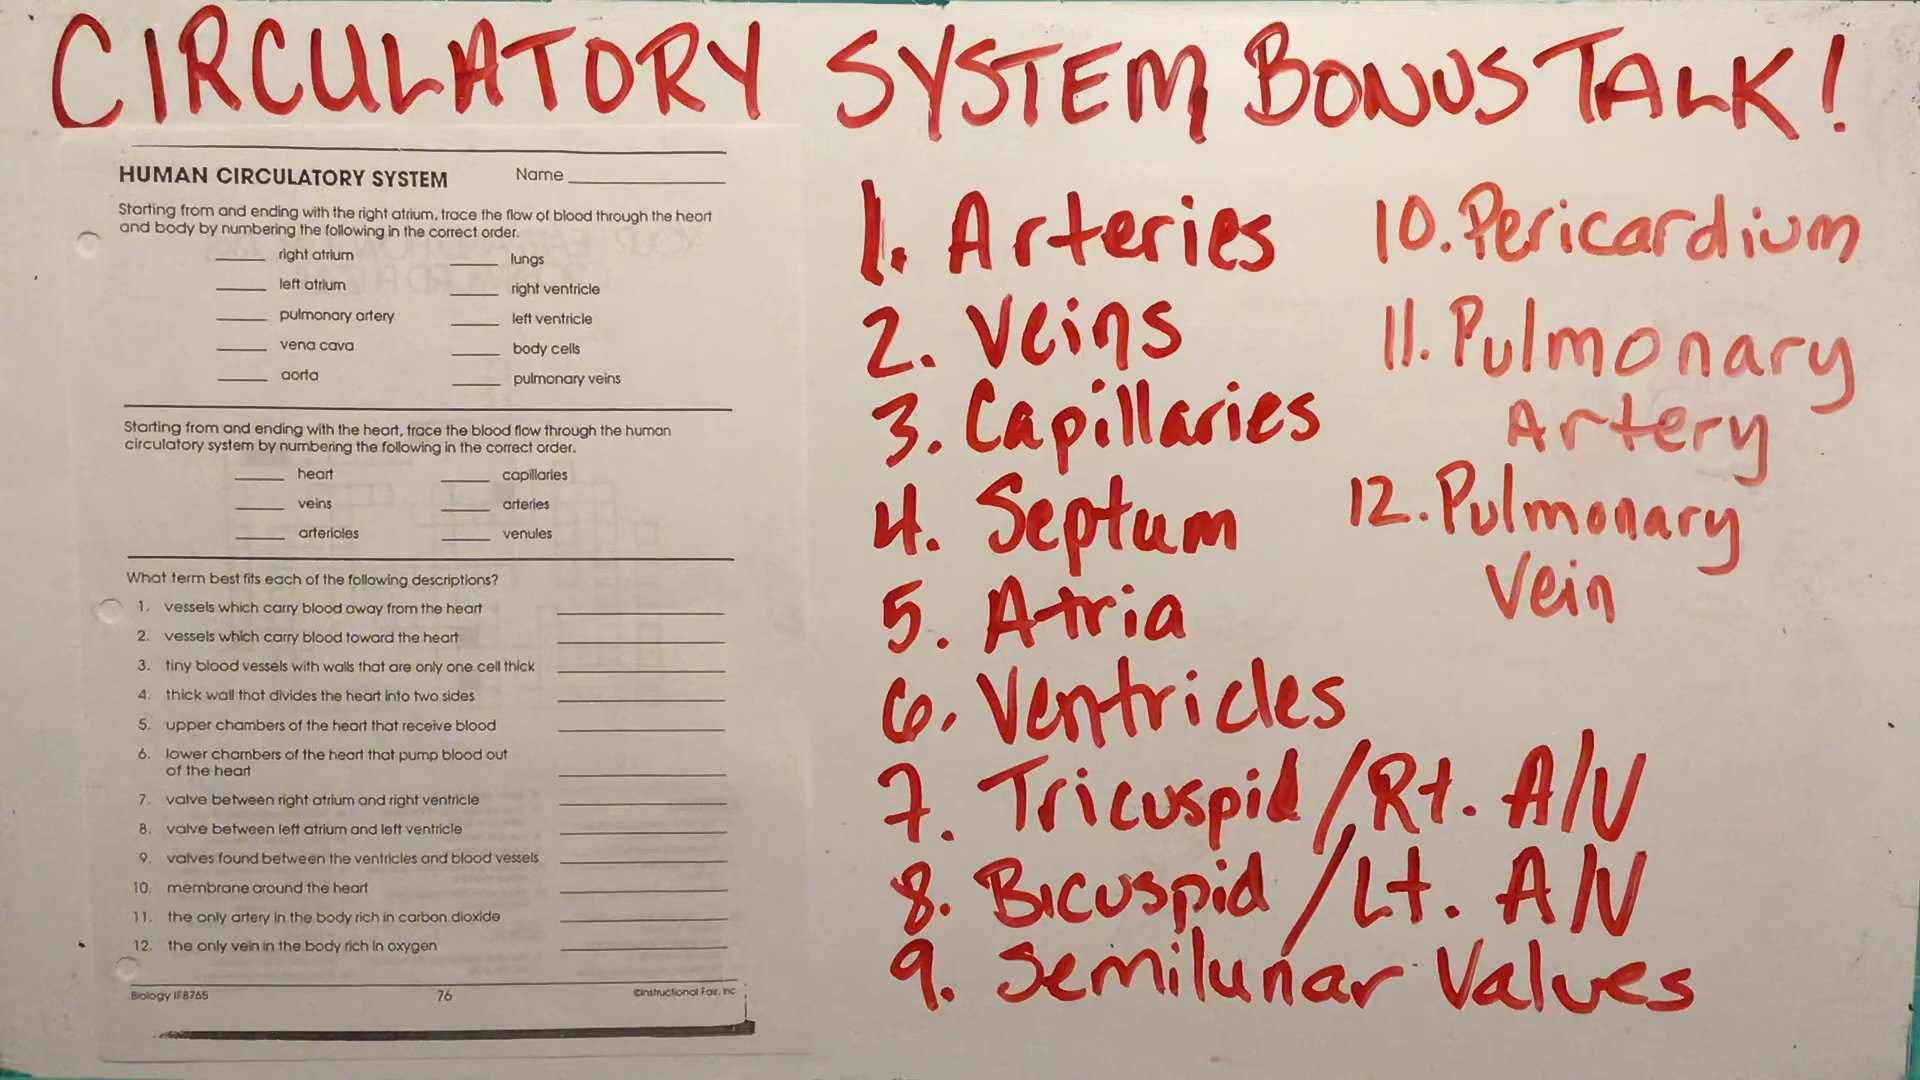 CIRCULATORY SYSTEM BONUS TALK!
HUMAN CIRCULATORY SYSTEM Name
Starting from and ending with the right atrium, trace the flow of blood through the heart
and body by numbering the following in the correct order.
right atrium lungs
left atrium right ventricle
pulmonary artery left ventricle
vena cava body cells
aorta pulmonary veins
Starting from and ending with the heart, trace the blood flow through the human
circulatory system by numbering the following in the correct order.
heart capillaries
veins arteries
arterioles venules
What term best fits each of the following descriptions?
1. vessels which carry blood away from the heart
2. vessels which carry blood toward the heart
3. tiny blood vessels with walls that are only one cell thick
4. thick wall that divides the heart into two sides
5. upper chambers of the heart that receive blood
6. lower chambers of the heart that pump blood out
of the heart
7. valve between right atrium and right ventricle
8. valve between left atrium and left ventricle
9. valves found between the ventricles and blood vessels
10. membrane around the heart
11. the only artery in the body rich in carbon dioxide
12. the only vein in the body rich in oxygen
Biology IF8765 76 ©Instructional Fair, Inc.
1. Arteries
2. Veins
3. Capillaries
4. Septum
5. Atria
6. Ventricles
7. Tricuspid/Rt. A/V
8. Bicuspid/Lt. A/V
9. Semilunar Valves
10. Pericardium
11. Pulmonary
Artery
12. Pulmonary
Vein